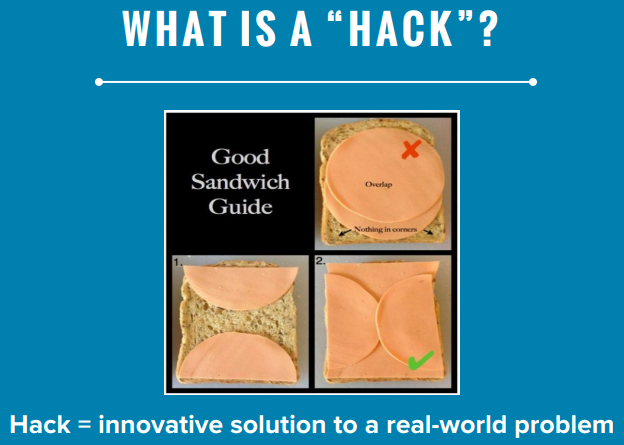 WHAT IS A “HACK”?
Good
Sandwich
Guide
Overlap
Nothing in corners
1.
2.
Hack = innovative solution to a real-world problem